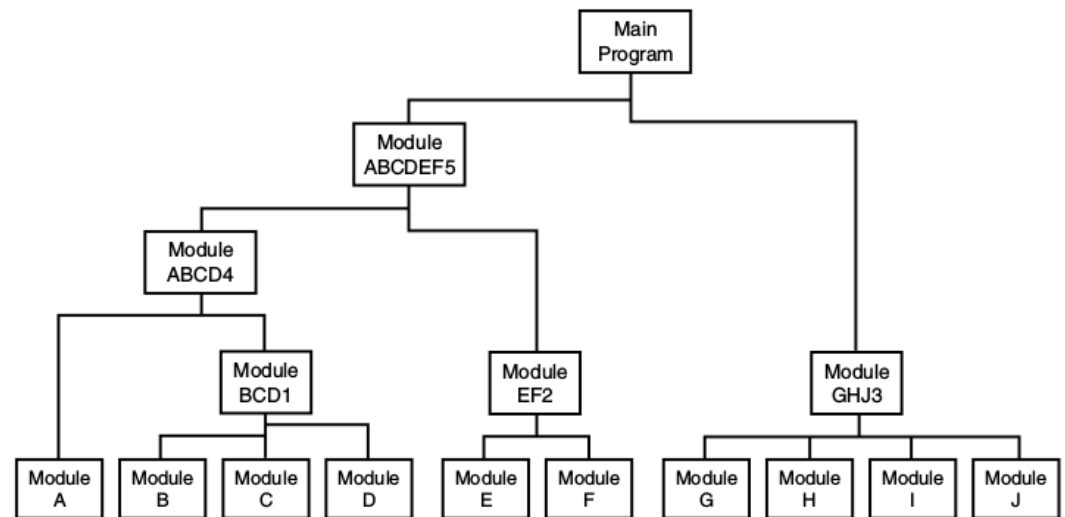 Main
Program
Module
ABCDEF5
Module
ABCD4
Module
BCD1
Module
EF2
Module
GHJ3
Module
A
Module
B
Module
C
Module
D
Module
E
Module
F
Module
G
Module
H
Module
I
Module
J